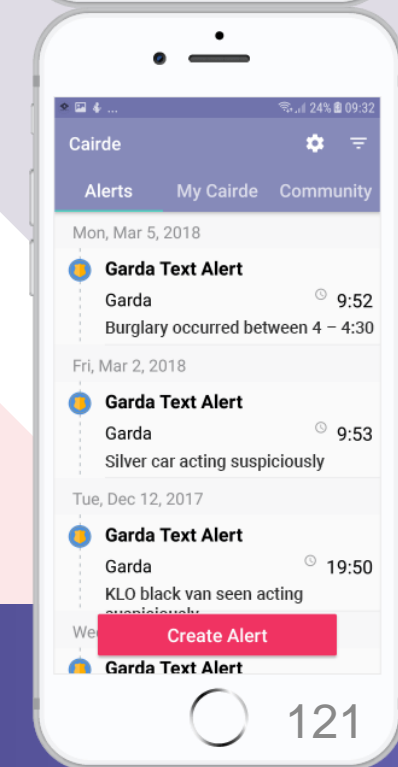 ... 24% 09:32
Cairde
Alerts My Cairde Community
Mon, Mar 5, 2018
Garda Text Alert
Garda 9:52
Burglary occurred between 4 – 4:30
Fri, Mar 2, 2018
Garda Text Alert
Garda 9:53
Silver car acting suspiciously
Tue, Dec 12, 2017
Garda Text Alert
Garda 19:50
KLO black van seen acting
suspiciously
Create Alert
Garda Text Alert
121